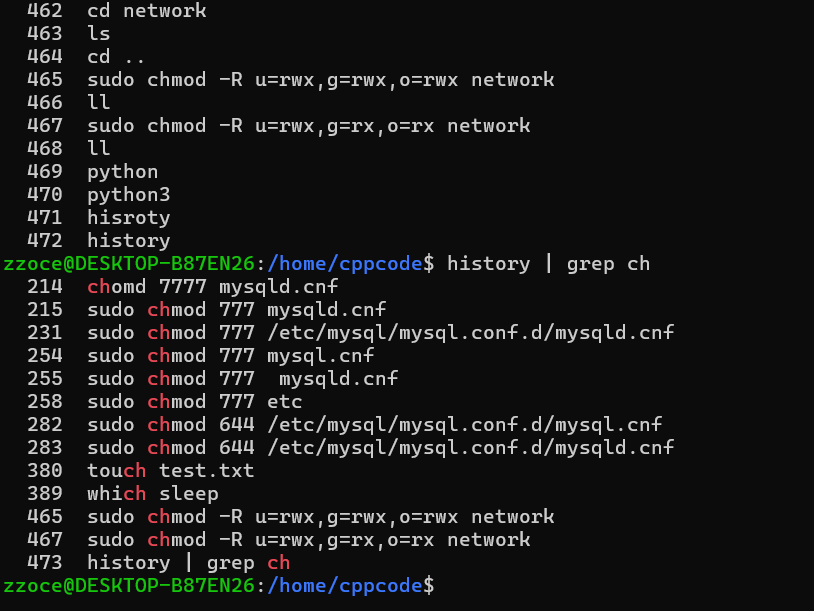 462 cd network
463 ls
464 cd ..
465 sudo chmod -R u=rwx,g=rwx,o=rwx network
466 ll
467 sudo chmod -R u=rwx,g=rx,o=rx network
468 ll
469 python
470 python3
471 hisroty
472 history
zzoce@DESKTOP-B87EN26:/home/cppcode$ history | grep ch
214 chomd 7777 mysqld.cnf
215 sudo chmod 777 mysqld.cnf
231 sudo chmod 777 /etc/mysql/mysql.conf.d/mysqld.cnf
254 sudo chmod 777 mysql.cnf
255 sudo chmod 777  mysqld.cnf
258 sudo chmod 777 etc
282 sudo chmod 644 /etc/mysql/mysql.conf.d/mysql.cnf
283 sudo chmod 644 /etc/mysql/mysql.conf.d/mysqld.cnf
380 touch test.txt
389 which sleep
465 sudo chmod -R u=rwx,g=rwx,o=rwx network
467 sudo chmod -R u=rwx,g=rx,o=rx network
473 history | grep ch
zzoce@DESKTOP-B87EN26:/home/cppcode$